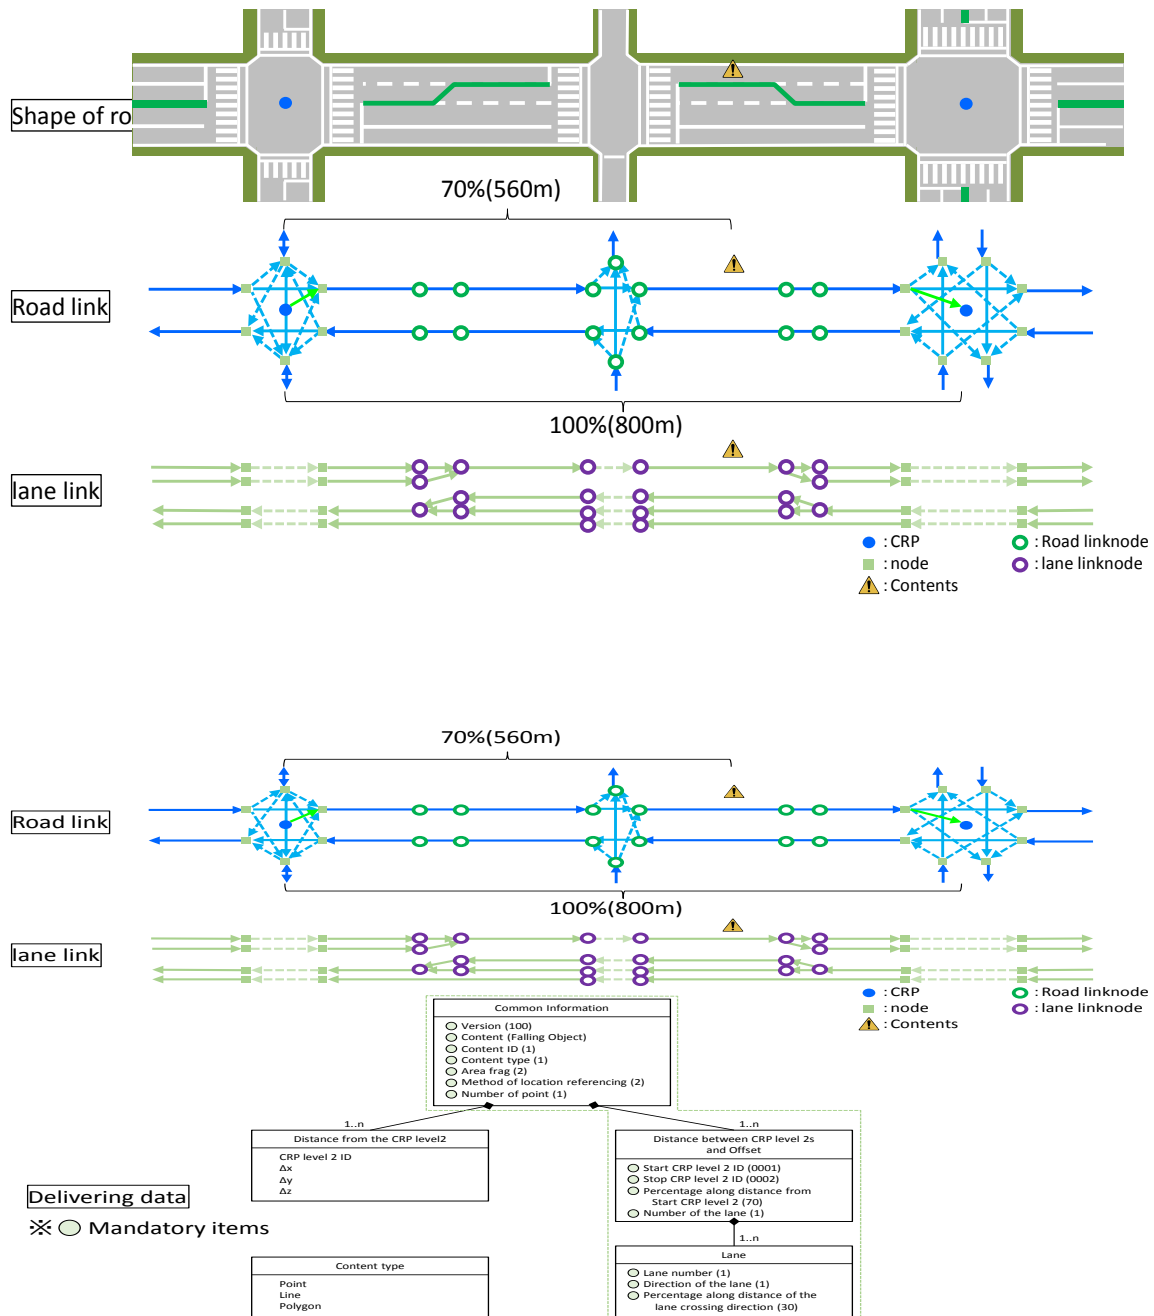 Shape of ro
70%(560m)
Road link
100%(800m)
lane link
: CRP
: Road linknode
: node
: lane linknode
: Contents
70%(560m)
Road link
100%(800m)
lane link
: CRP
: Road linknode
: node
: lane linknode
: Contents
Common Information
Version (100)
Content (Falling Object)
Content ID (1)
Content type (1)
Area frag (2)
Method of location referencing (2)
Number of point (1)
1..n
1..n
Distance from the CRP level2
CRP level 2 ID
Δx
Δy
Δz
Distance between CRP level 2s
and Offset
Start CRP level 2 ID (0001)
Stop CRP level 2 ID (0002)
Percentage along distance from
Start CRP level 2 (70)
Number of the lane (1)
Delivering data
※ Mandatory items
1..n
Content type
Point
Line
Polygon
Lane
Lane number (1)
Direction of the lane (1)
Percentage along distance of the
lane crossing direction (30)